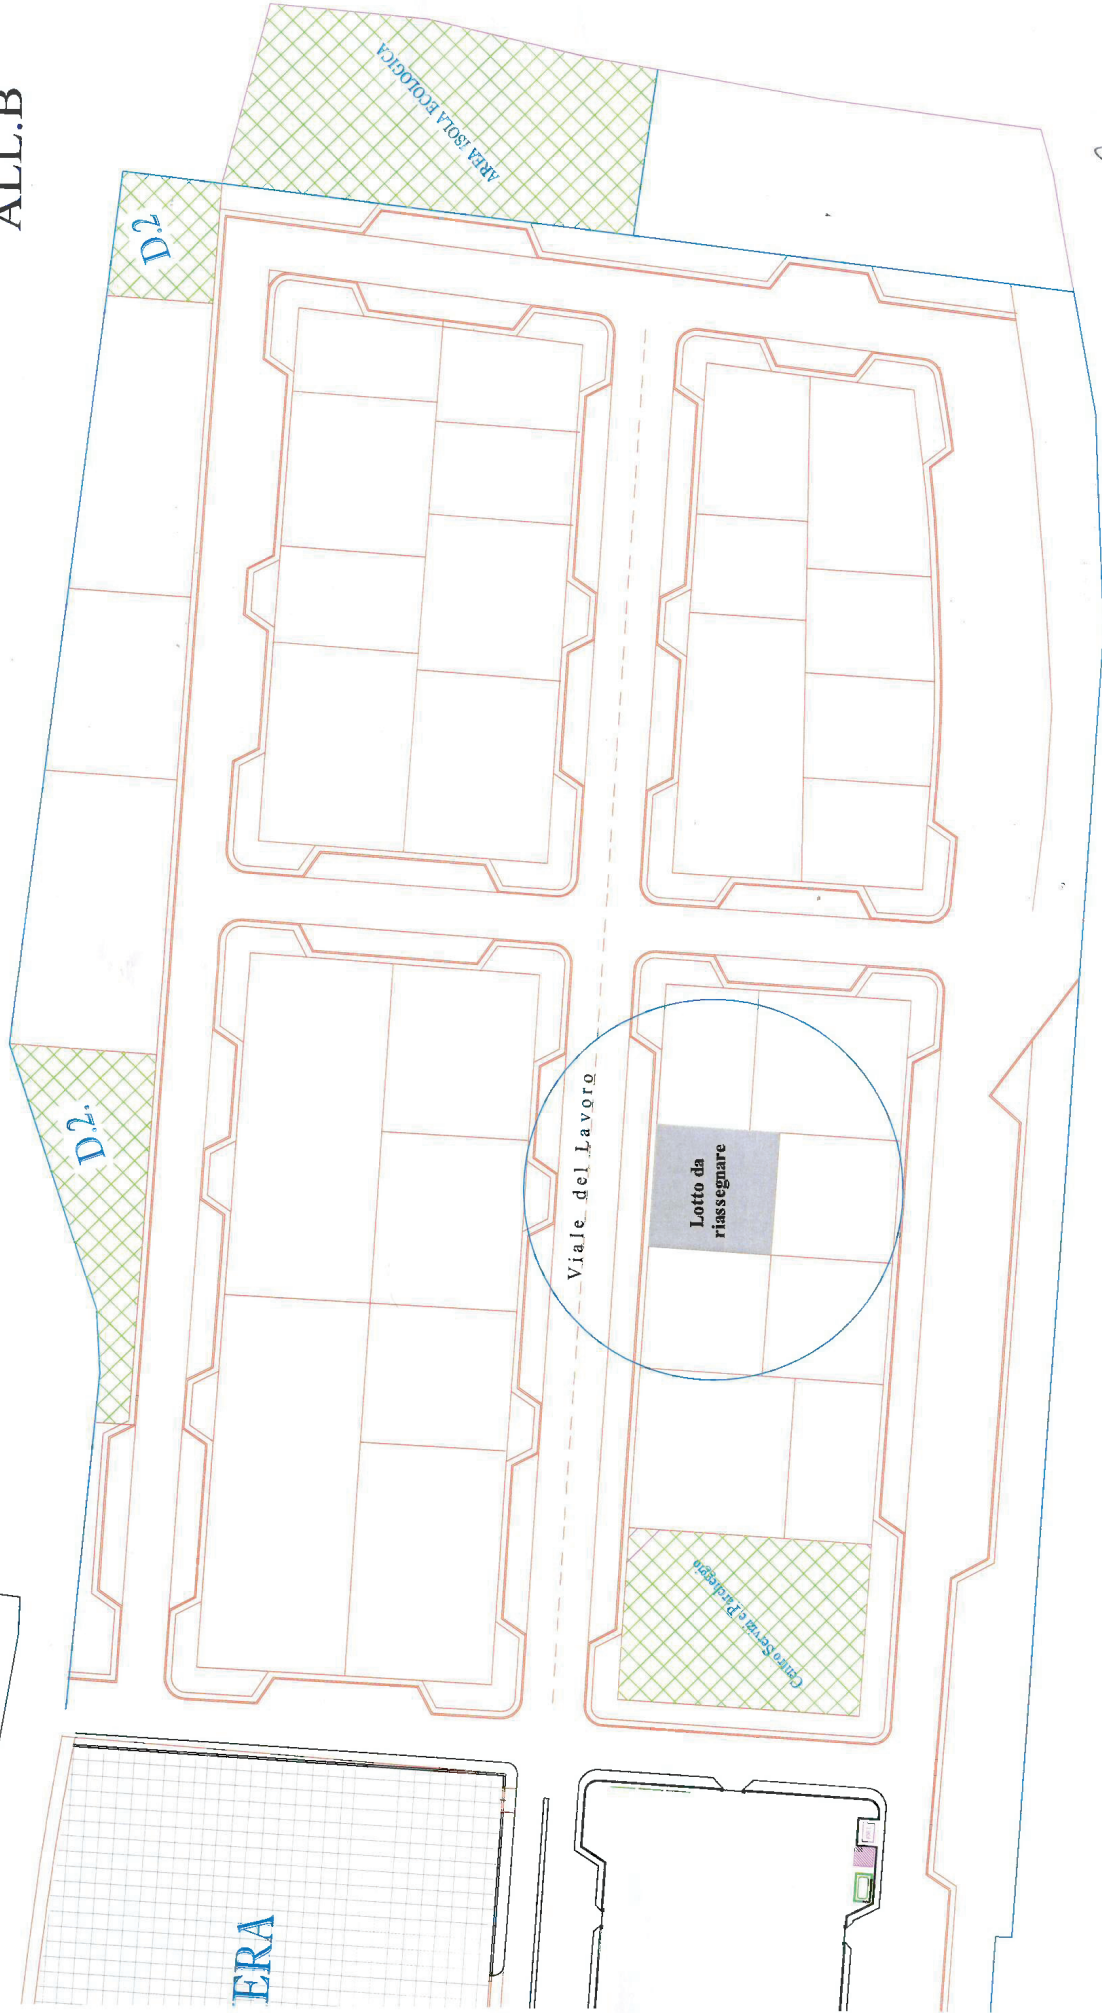 ALL.B
AREA ISOLA ECOLOGICA
D.2
D.2.
Viale del Lavoro
Lotto da
riassegnare
Centro Servizi e Parcheggio
ERA